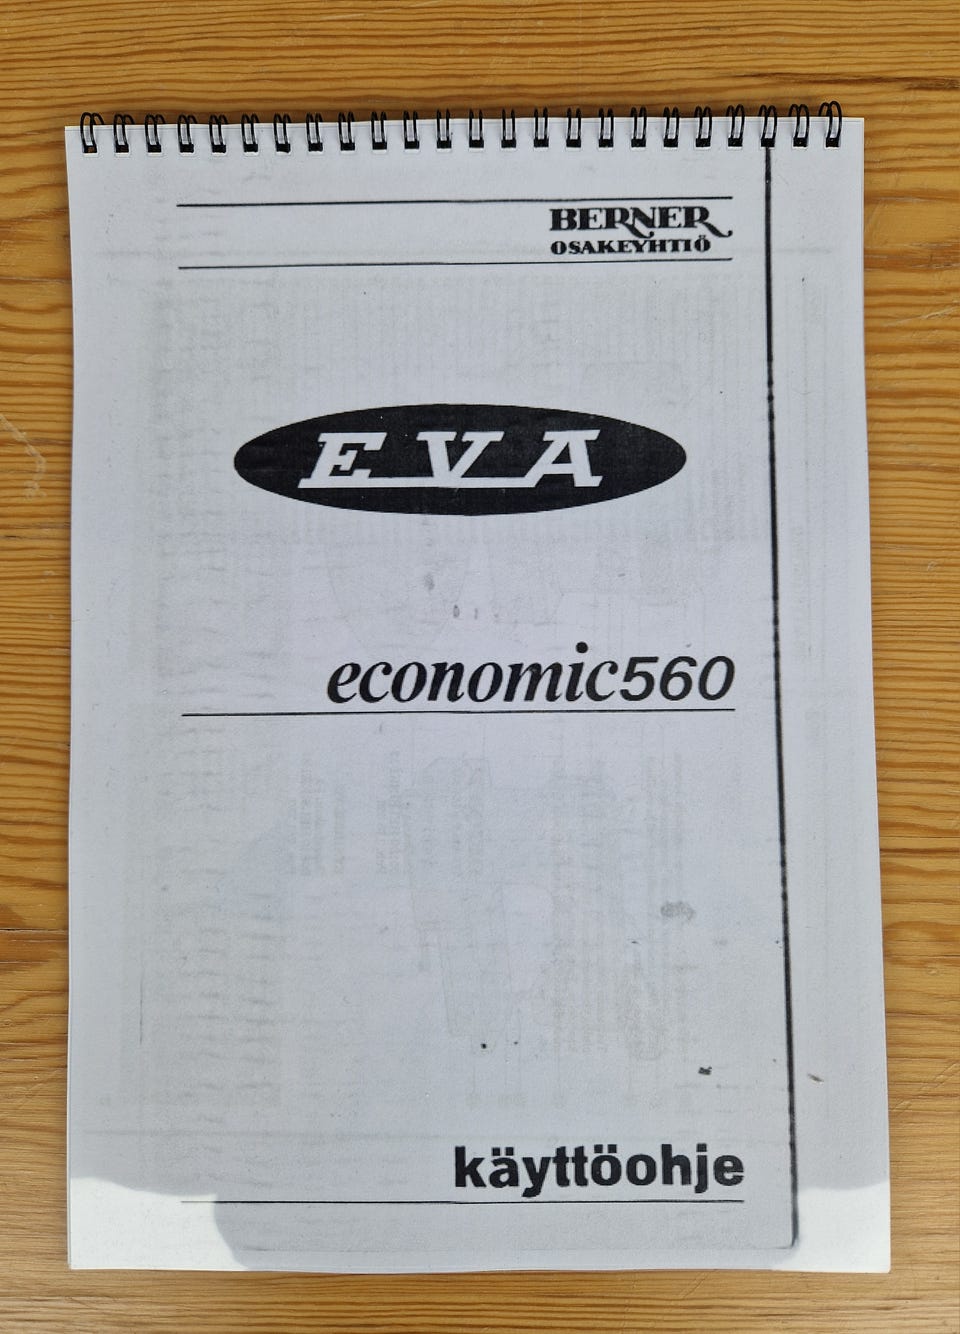 BERNER
OSAKEYHTIÖ
EVA
economic560
käyttöohje